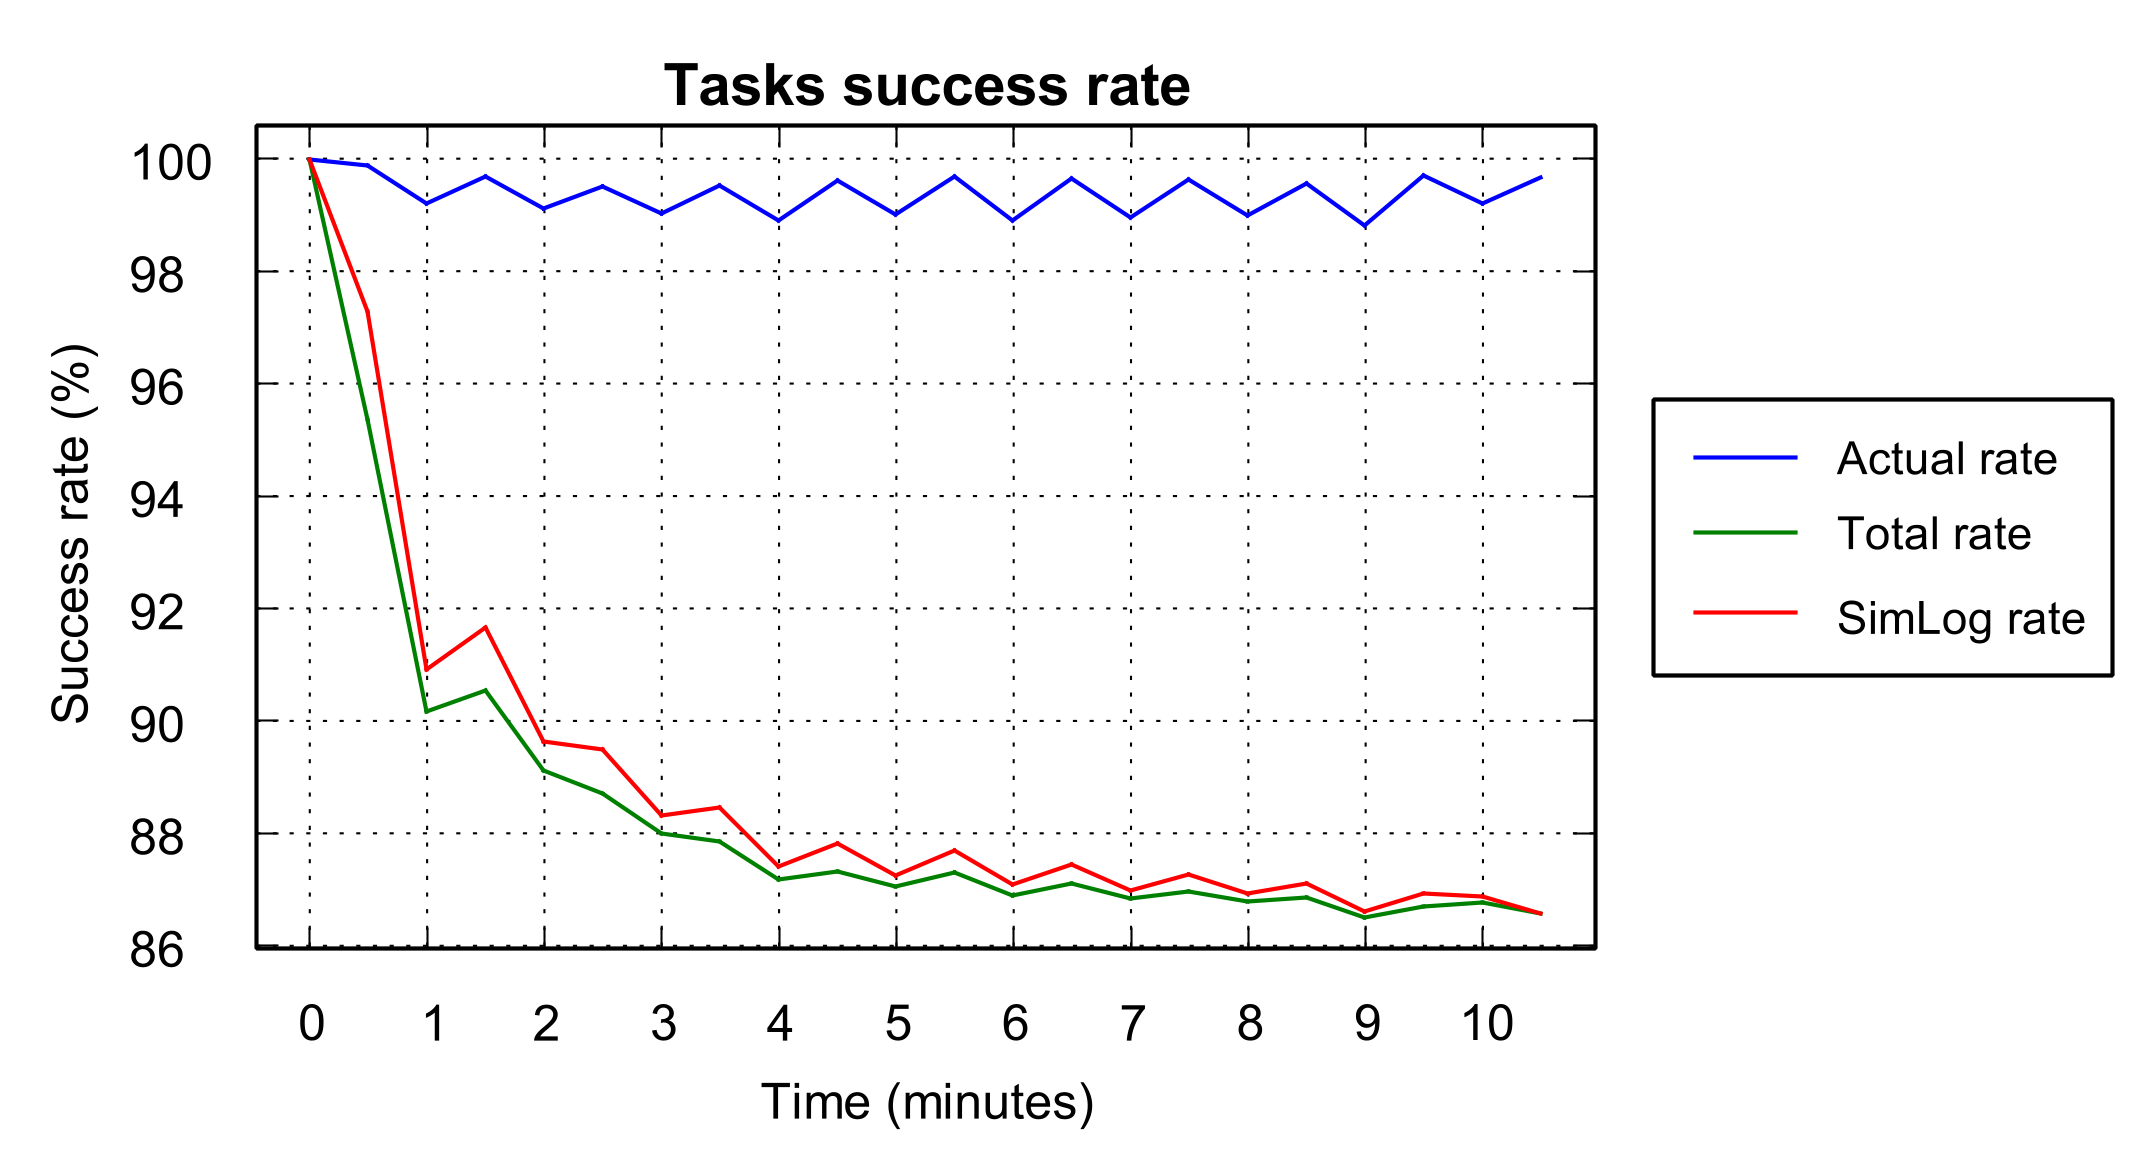 Tasks success rate
100
98
96
94
92
90
88
86
Success rate (%)
0 1 2 3 4 5 6 7 8 9 10
Time (minutes)
Actual rate
Total rate
SimLog rate